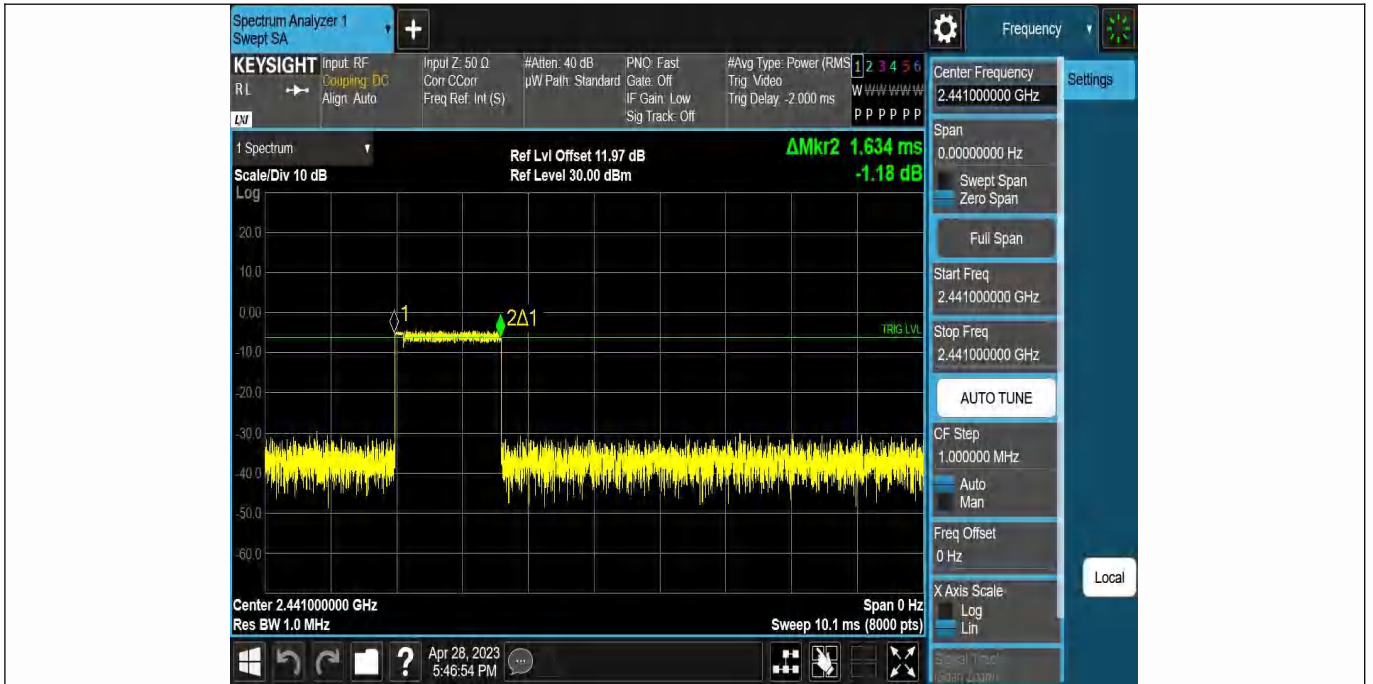 Spectrum Analyzer 1
Swept SA
+
Frequency
KEYSIGHT
R L
LXI
Input: RF
Coupling: DC
Align: Auto
Input Z: 50 Ω
Corr CCorr
Freq Ref: Int (S)
#Atten: 40 dB
µW Path: Standard
PNO: Fast
Gate: Off
IF Gain: Low
Sig Track: Off
#Avg Type: Power (RMS
Trig: Video
Trig Delay: -2.000 ms
1 2 3 4 5 6
W W W W W W
P P P P P P
Center Frequency
2.441000000 GHz
Settings
Span
0.00000000 Hz
Swept Span
Zero Span
Full Span
Start Freq
2.441000000 GHz
Stop Freq
2.441000000 GHz
AUTO TUNE
CF Step
1.000000 MHz
Auto
Man
Freq Offset
0 Hz
X Axis Scale
Log
Lin
Local
1 Spectrum
Scale/Div 10 dB
Ref Lvl Offset 11.97 dB
Ref Level 30.00 dBm
ΔMkr2 1.634 ms
-1.18 dB
Log
20.0
10.0
0.00
-10.0
-20.0
-30.0
-40.0
-50.0
-60.0
1
2Δ1
TRIG LVL
Center 2.441000000 GHz
Res BW 1.0 MHz
Span 0 Hz
Sweep 10.1 ms (8000 pts)
?
Apr 28, 2023
5:46:54 PM